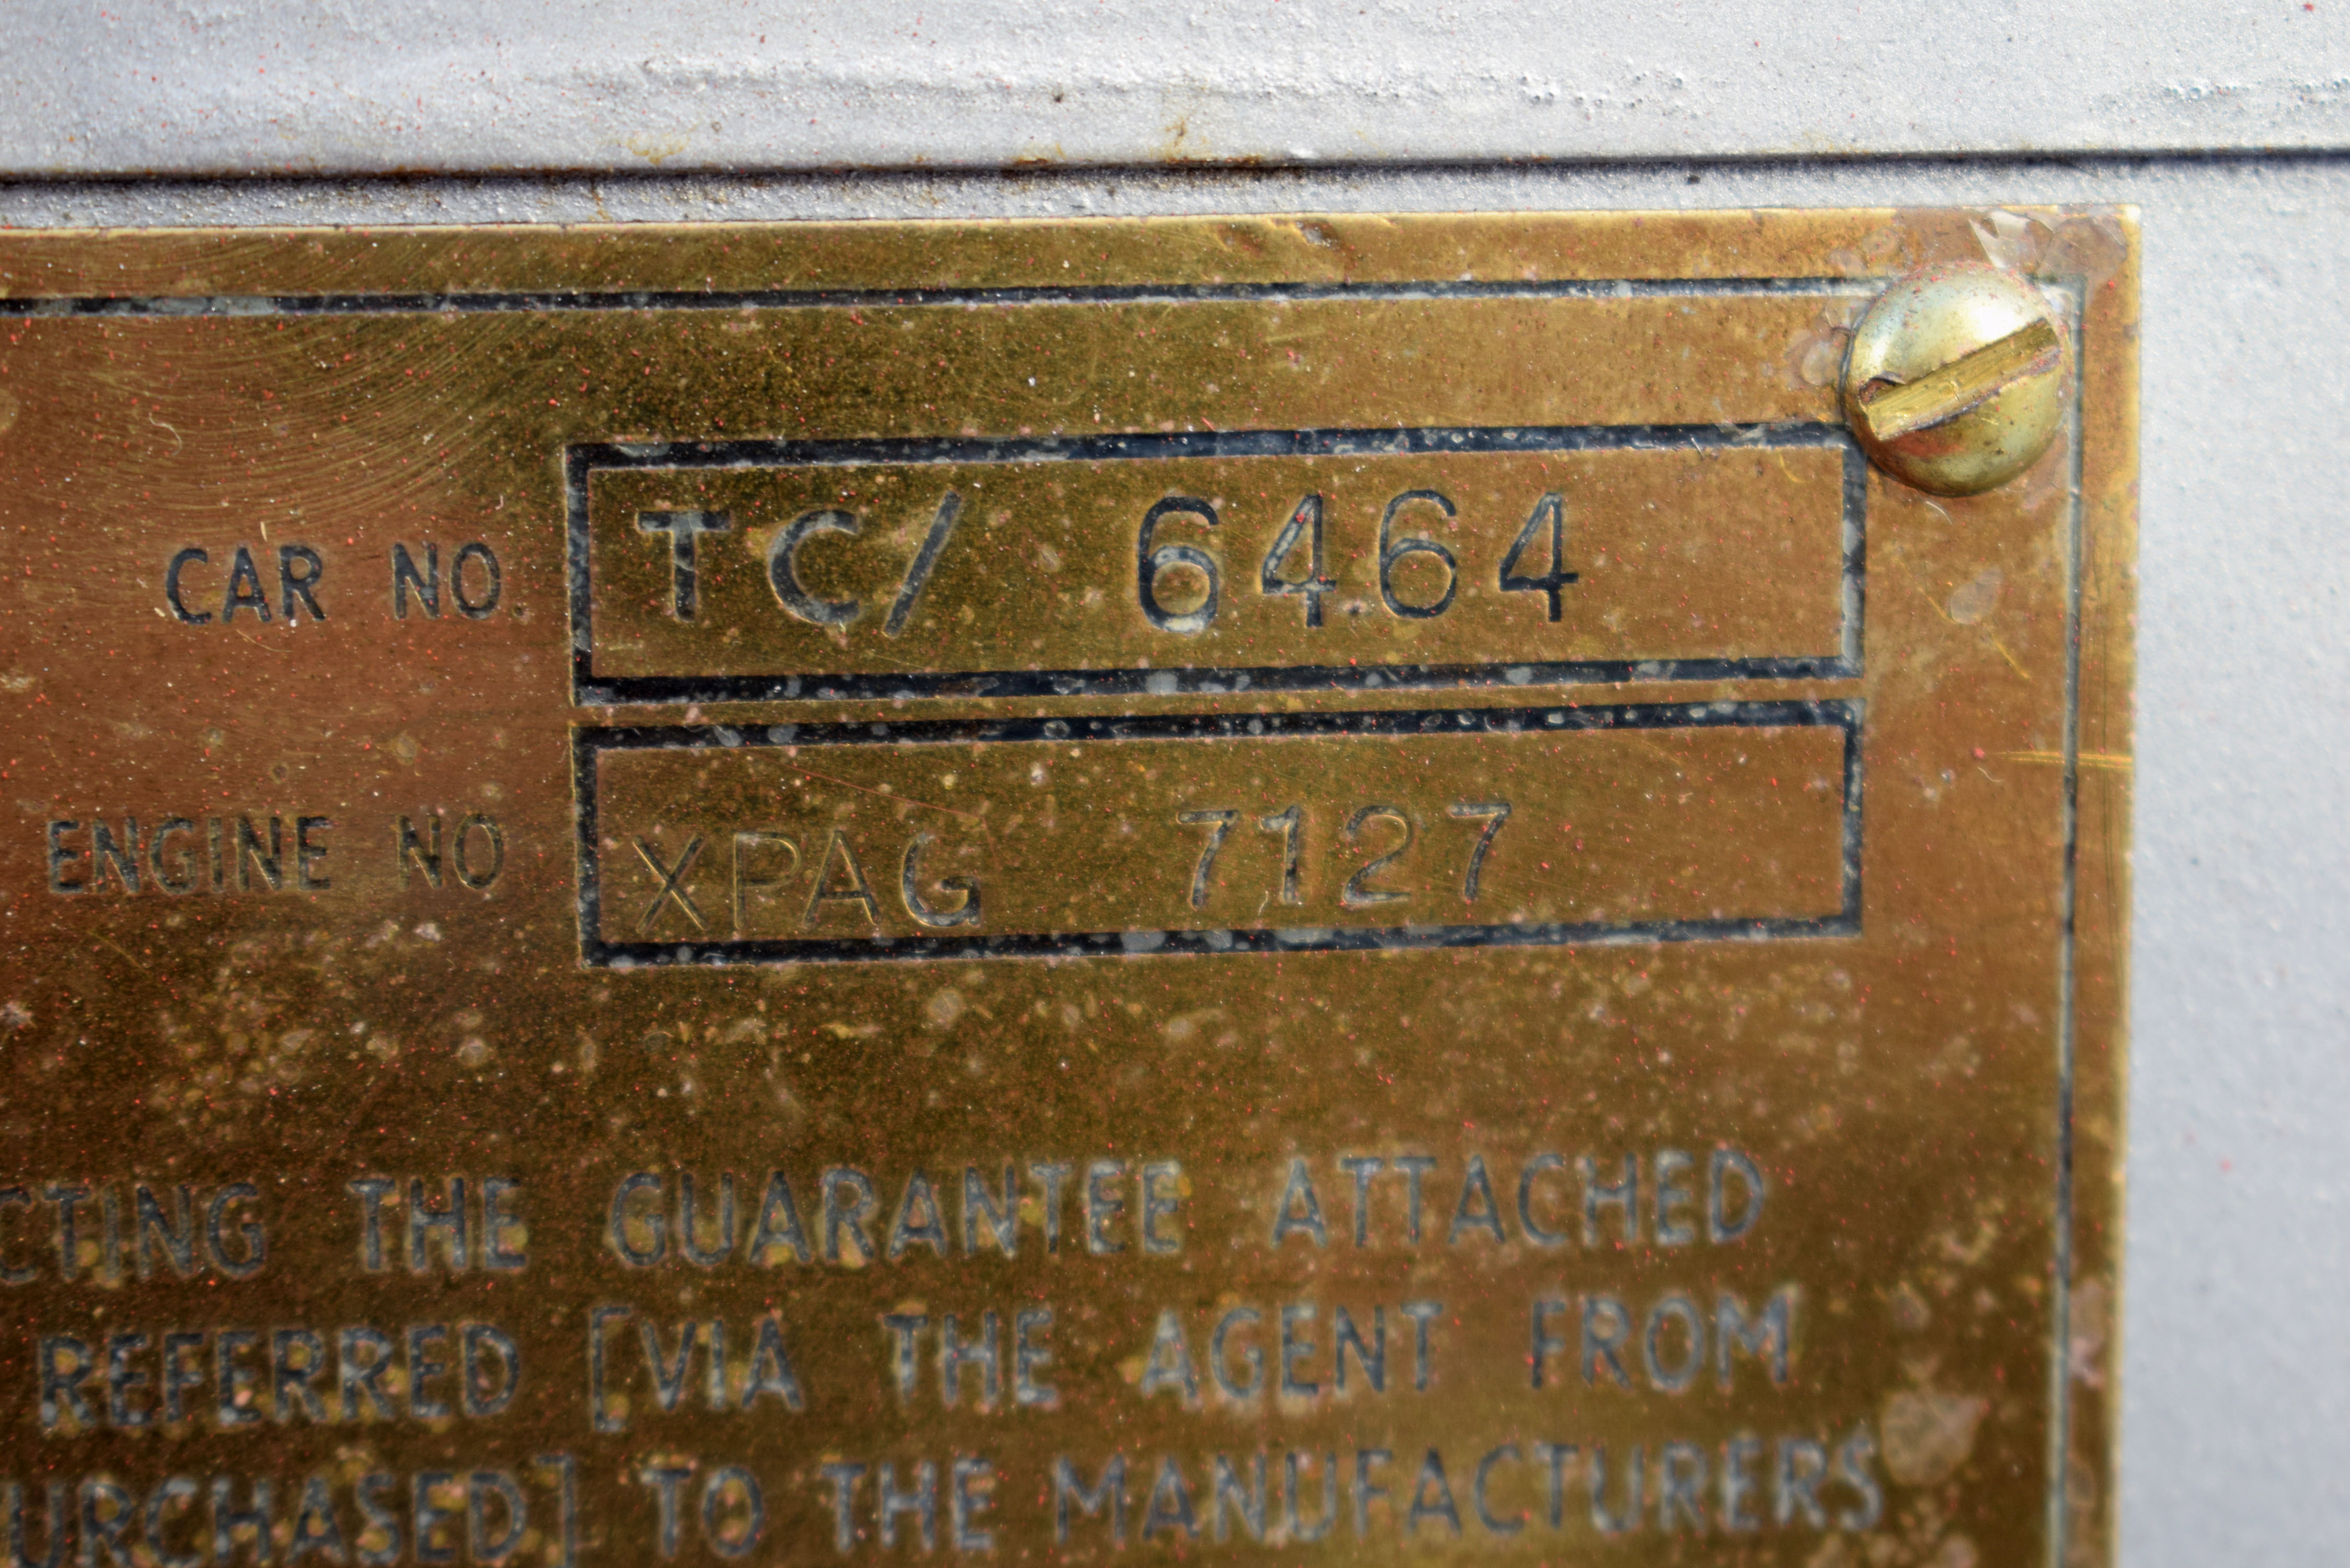 CAR NO. TC/ 6464
ENGINE NO XPAG 7127
CTING THE GUARANTEE ATTACHED
REFERRED [VIA THE AGENT FROM
URCHASED] TO THE MANUFACTURERS